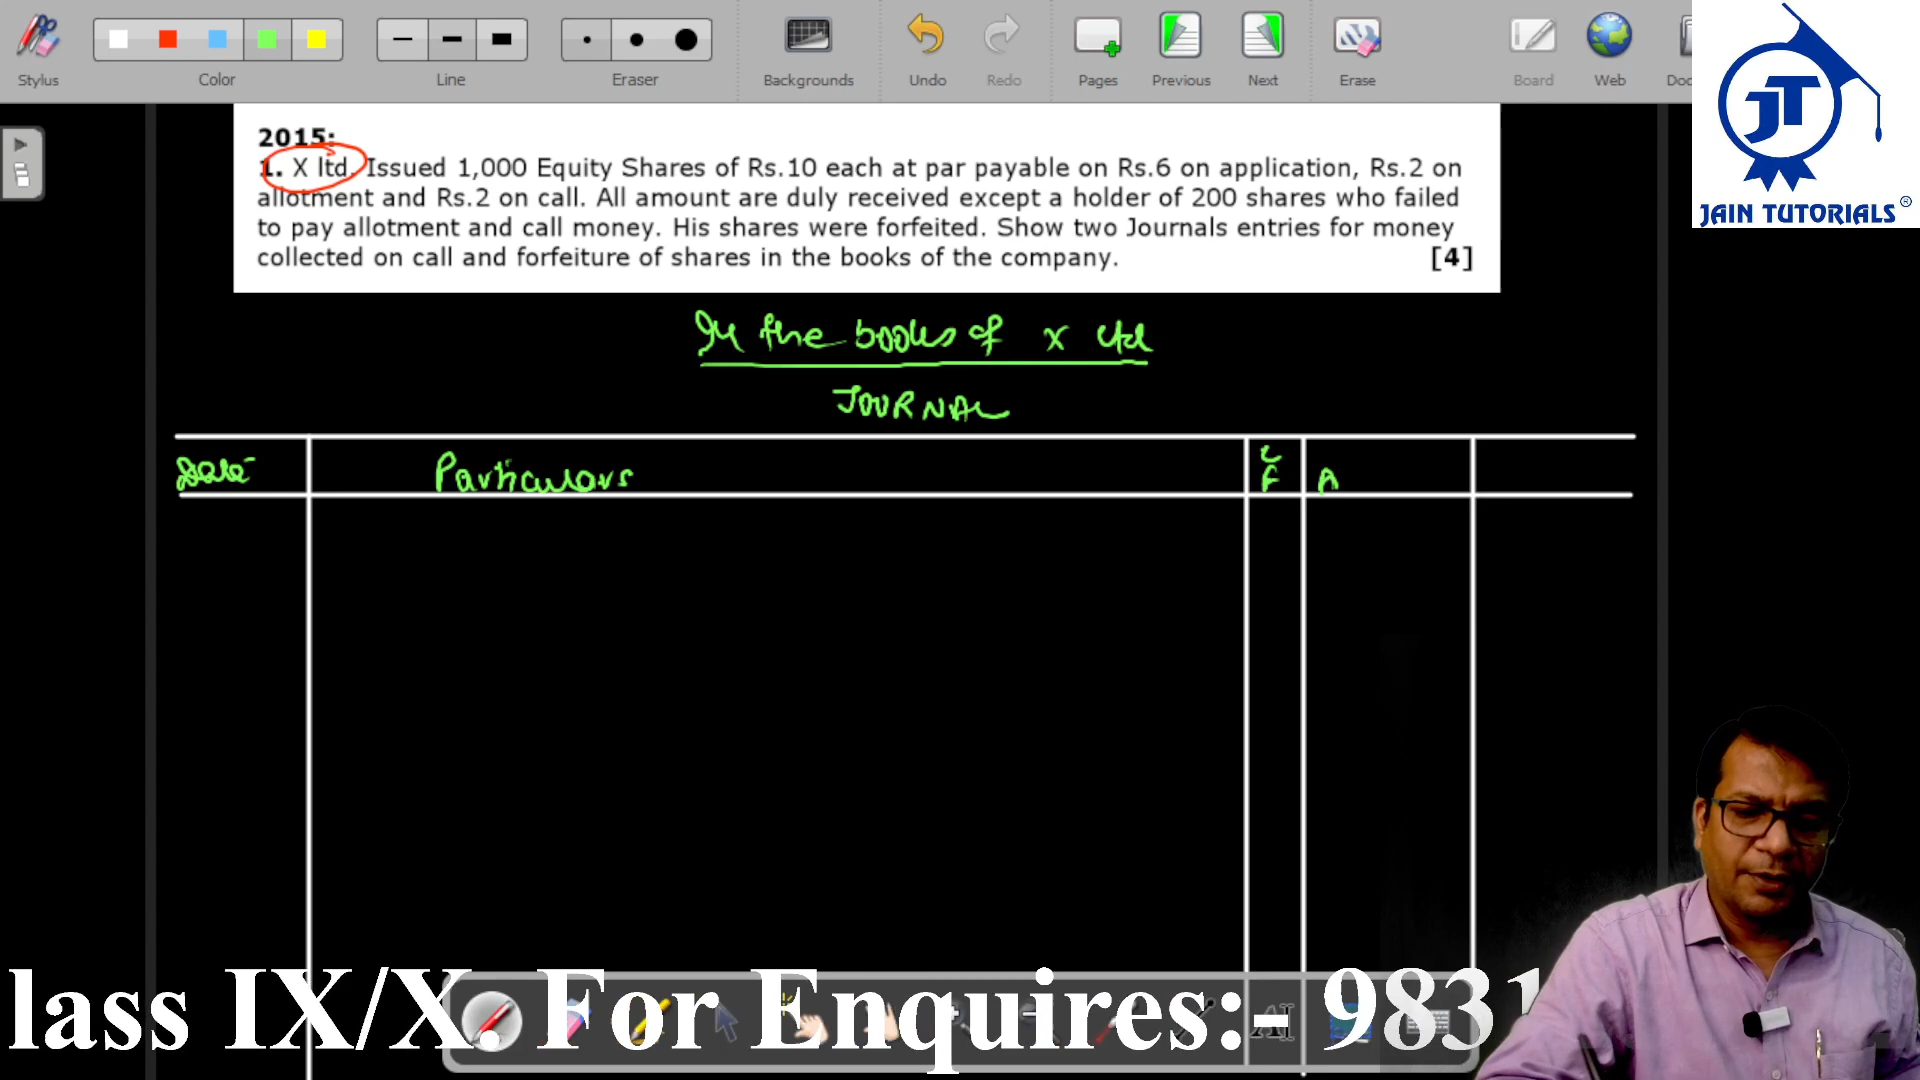 Stylus Color Line Eraser Backgrounds Undo Redo Pages Previous Next Erase Board Web Doc
JT
JAIN TUTORIALS®
2015:
1. X ltd. Issued 1,000 Equity Shares of Rs.10 each at par payable on Rs.6 on application, Rs.2 on
allotment and Rs.2 on call. All amount are duly received except a holder of 200 shares who failed
to pay allotment and call money. His shares were forfeited. Show two Journals entries for money
collected on call and forfeiture of shares in the books of the company. [4]
In the books of X Ltd
JOURNAL
Date Particulars L F A
lass IX/X. For Enquires:- 9831
AI